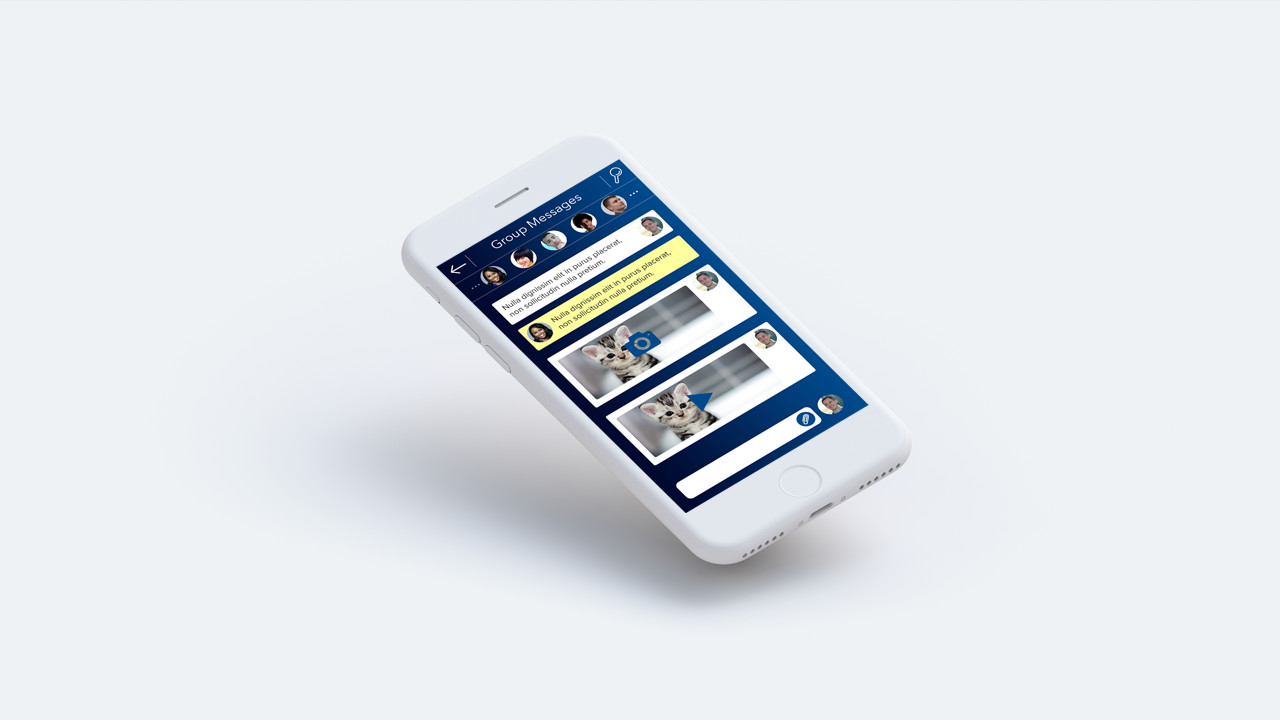 Group Messages
Nulla dignissim elit in purus placerat,
non sollicitudin nulla pretium.
Nulla dignissim elit in purus placerat,
non sollicitudin nulla pretium.